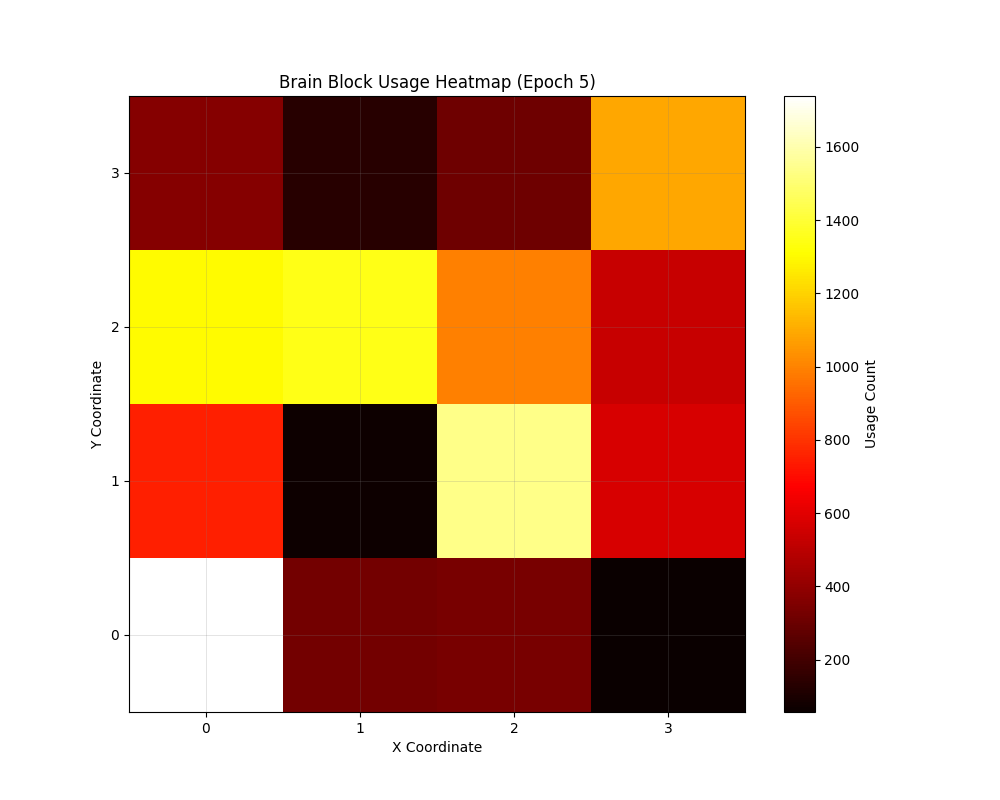 Brain Block Usage Heatmap (Epoch 5)
3
2
1
0
Y Coordinate
0 1 2 3
X Coordinate
1600
1400
1200
1000
800
600
400
200
Usage Count